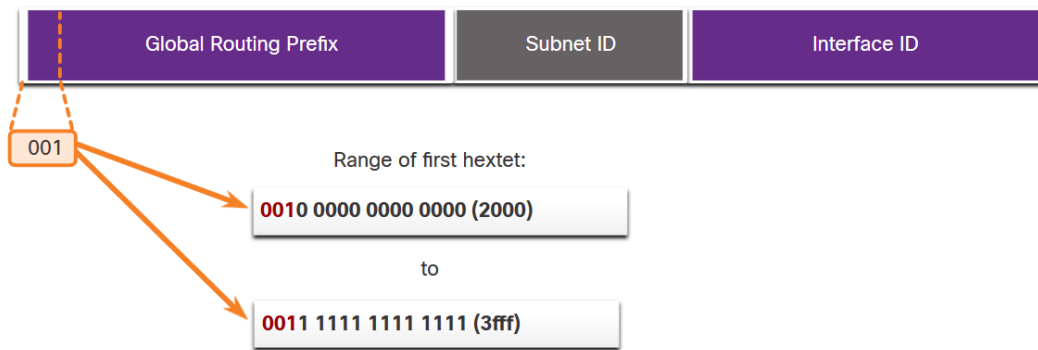 Global Routing Prefix Subnet ID Interface ID
001
Range of first hextet:
0010 0000 0000 0000 (2000)
to
0011 1111 1111 1111 (3fff)